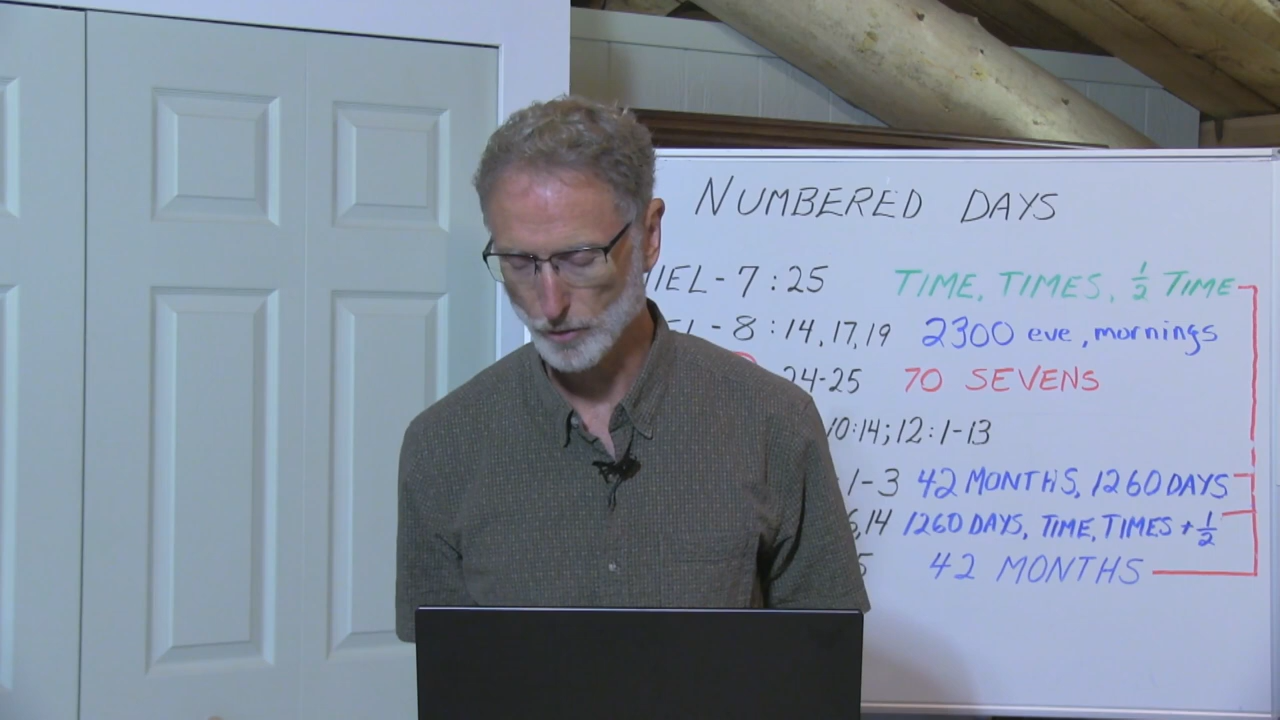 NUMBERED DAYS
IEL - 7:25 TIME, TIMES, ½ TIME
- 8:14,17,19 2300 eve, mornings
24-25 70 SEVENS
10:14; 12:1-13
1-3 42 MONTHS, 1260 DAYS
,14 1260 DAYS, TIME, TIMES + ½
42 MONTHS